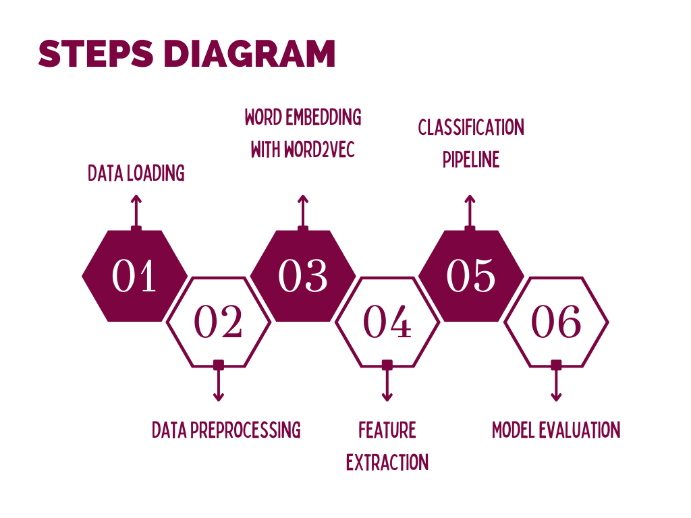 STEPS DIAGRAM
WORD EMBEDDING
WITH WORD2VEC
CLASSIFICATION
PIPELINE
DATA LOADING
01
02
03
04
05
06
DATA PREPROCESSING
FEATURE
EXTRACTION
MODEL EVALUATION